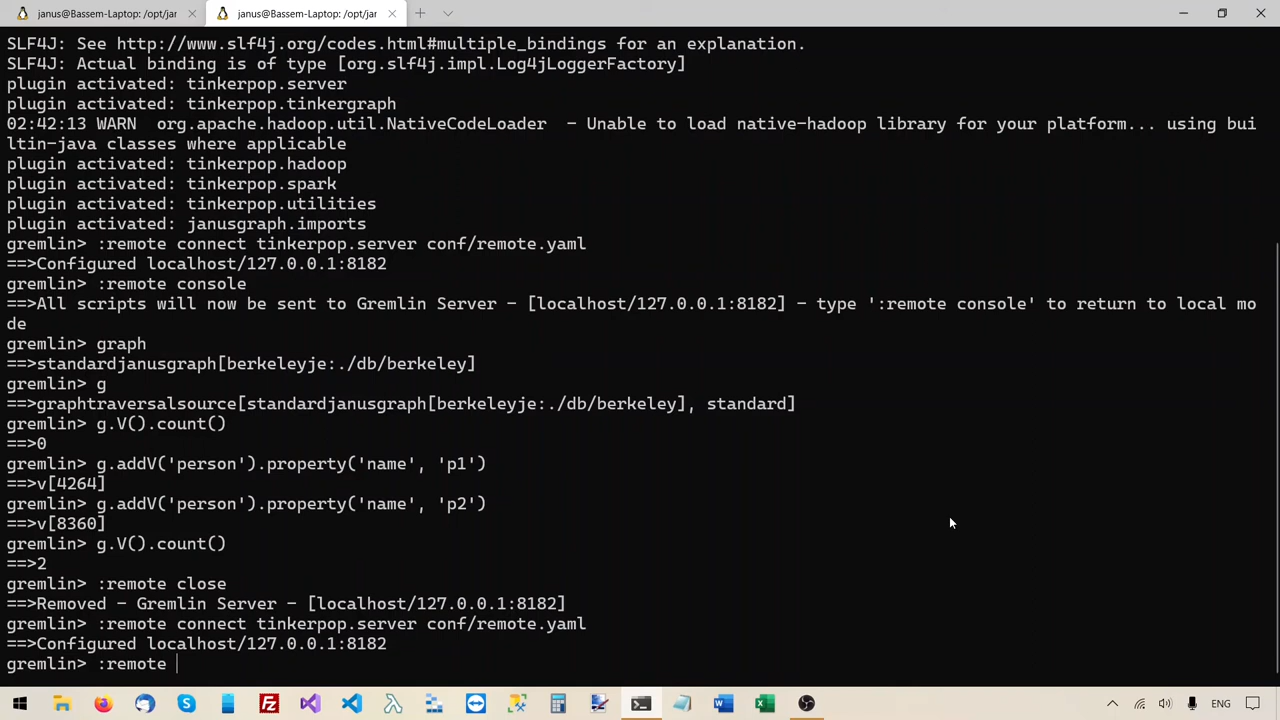 janus@Bassem-Laptop: /opt/jar
janus@Bassem-Laptop: /opt/jar
SLF4J: See http://www.slf4j.org/codes.html#multiple_bindings for an explanation.
SLF4J: Actual binding is of type [org.slf4j.impl.Log4jLoggerFactory]
plugin activated: tinkerpop.server
plugin activated: tinkerpop.tinkergraph
02:42:13 WARN  org.apache.hadoop.util.NativeCodeLoader  - Unable to load native-hadoop library for your platform... using bui
ltin-java classes where applicable
plugin activated: tinkerpop.hadoop
plugin activated: tinkerpop.spark
plugin activated: tinkerpop.utilities
plugin activated: janusgraph.imports
gremlin> :remote connect tinkerpop.server conf/remote.yaml
==>Configured localhost/127.0.0.1:8182
gremlin> :remote console
==>All scripts will now be sent to Gremlin Server - [localhost/127.0.0.1:8182] - type ':remote console' to return to local mo
de
gremlin> graph
==>standardjanusgraph[berkeleyje:./db/berkeley]
gremlin> g
==>graphtraversalsource[standardjanusgraph[berkeleyje:./db/berkeley], standard]
gremlin> g.V().count()
==>0
gremlin> g.addV('person').property('name', 'p1')
==>v[4264]
gremlin> g.addV('person').property('name', 'p2')
==>v[8360]
gremlin> g.V().count()
==>2
gremlin> :remote close
==>Removed - Gremlin Server - [localhost/127.0.0.1:8182]
gremlin> :remote connect tinkerpop.server conf/remote.yaml
==>Configured localhost/127.0.0.1:8182
gremlin> :remote
ENG